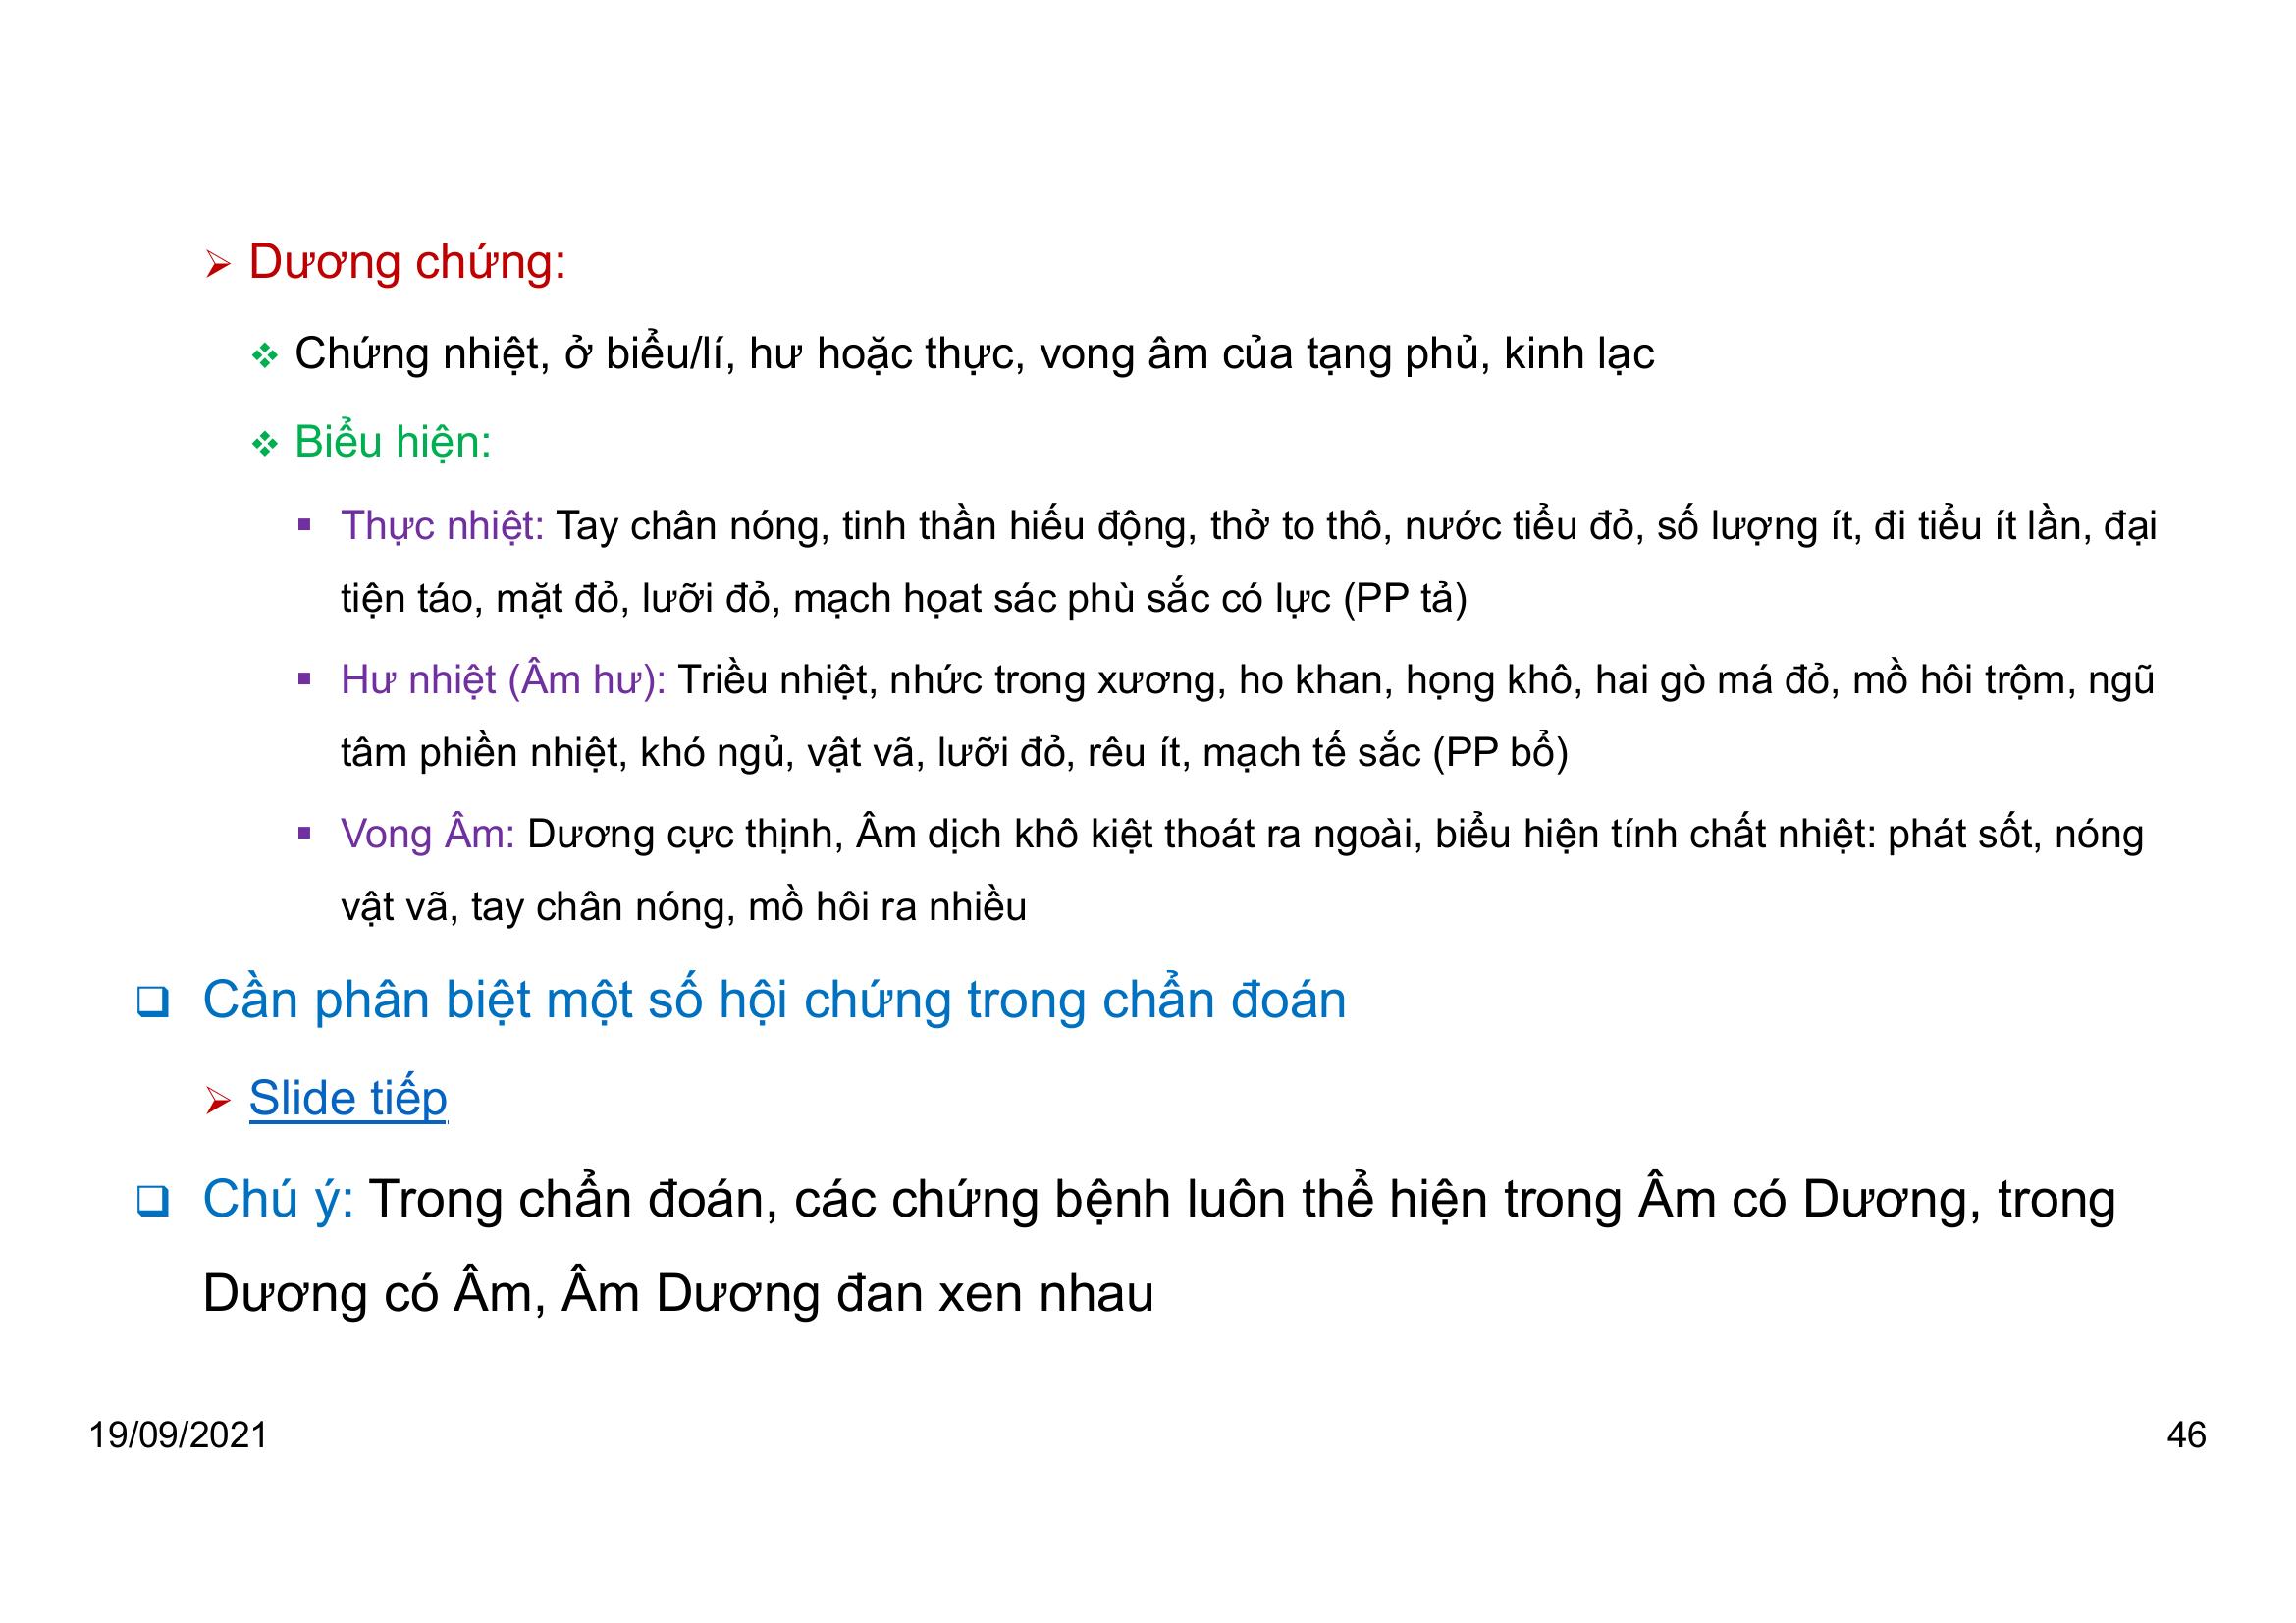 Dương chứng:
Chứng nhiệt, ở biểu/lí, hư hoặc thực, vong âm của tạng phủ, kinh lạc
Biểu hiện:
Thực nhiệt: Tay chân nóng, tinh thần hiếu động, thở to thô, nước tiểu đỏ, số lượng ít, đi tiểu ít lần, đại
tiện táo, mặt đỏ, lưỡi đỏ, mạch họat sác phù sắc có lực (PP tả)
Hư nhiệt (Âm hư): Triều nhiệt, nhức trong xương, ho khan, họng khô, hai gò má đỏ, mồ hôi trộm, ngũ
tâm phiền nhiệt, khó ngủ, vật vã, lưỡi đỏ, rêu ít, mạch tế sắc (PP bổ)
Vong Âm: Dương cực thịnh, Âm dịch khô kiệt thoát ra ngoài, biểu hiện tính chất nhiệt: phát sốt, nóng
vật vã, tay chân nóng, mồ hôi ra nhiều
Cần phân biệt một số hội chứng trong chẩn đoán
Slide tiếp
Chú ý: Trong chẩn đoán, các chứng bệnh luôn thể hiện trong Âm có Dương, trong
Dương có Âm, Âm Dương đan xen nhau
19/09/2021
46